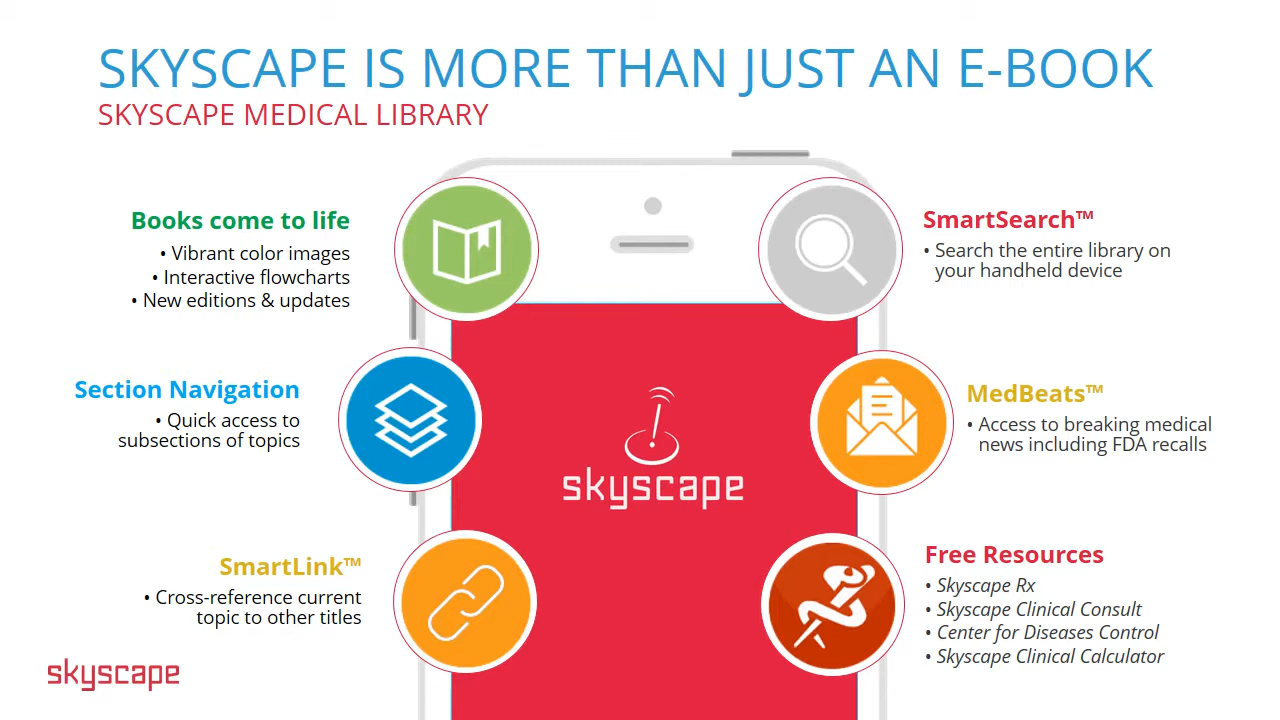 SKYSCAPE IS MORE THAN JUST AN E-BOOK
SKYSCAPE MEDICAL LIBRARY
Books come to life
• Vibrant color images
• Interactive flowcharts
• New editions & updates
Section Navigation
• Quick access to
subsections of topics
SmartLink™
• Cross-reference current
topic to other titles
skyscape
SmartSearch™
• Search the entire library on
your handheld device
MedBeats™
• Access to breaking medical
news including FDA recalls
Free Resources
• Skyscape Rx
• Skyscape Clinical Consult
• Center for Diseases Control
• Skyscape Clinical Calculator
skyscape